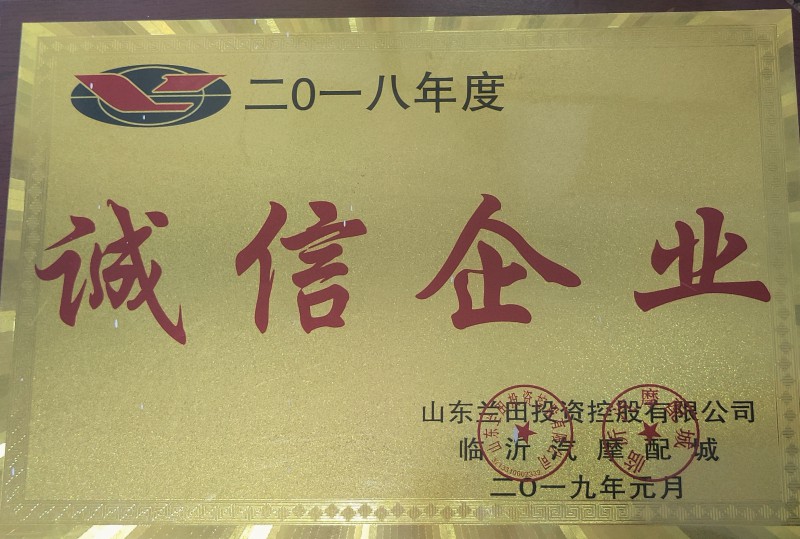 二0一八年度
诚信企业
山东兰田投资控股有限公司
临沂汽摩配城
二0一九年元月